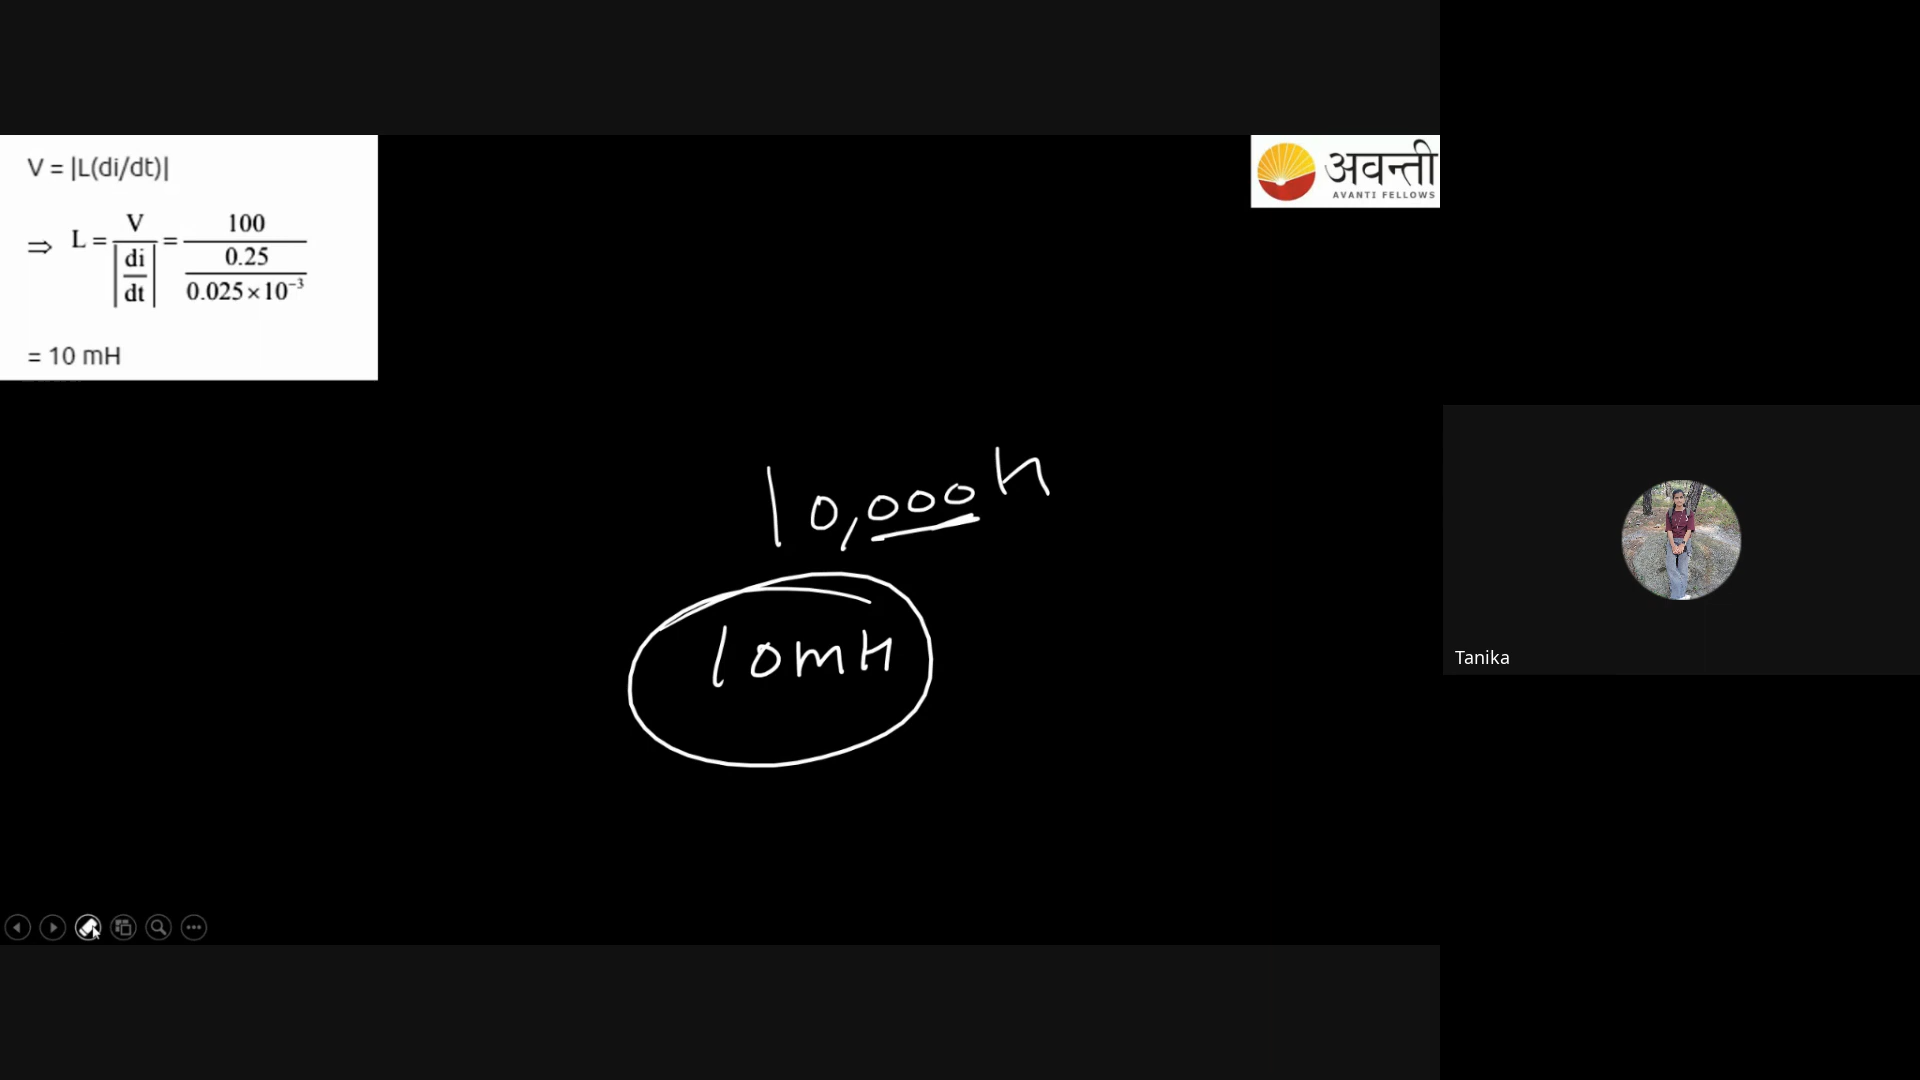 V = |L(di/dt)|
⇒ L = V / |di/dt| = 100 / (0.25 / 0.025×10⁻³)
= 10 mH
अवन्ती
AVANTI FELLOWS
10,000H
10mH
Tanika